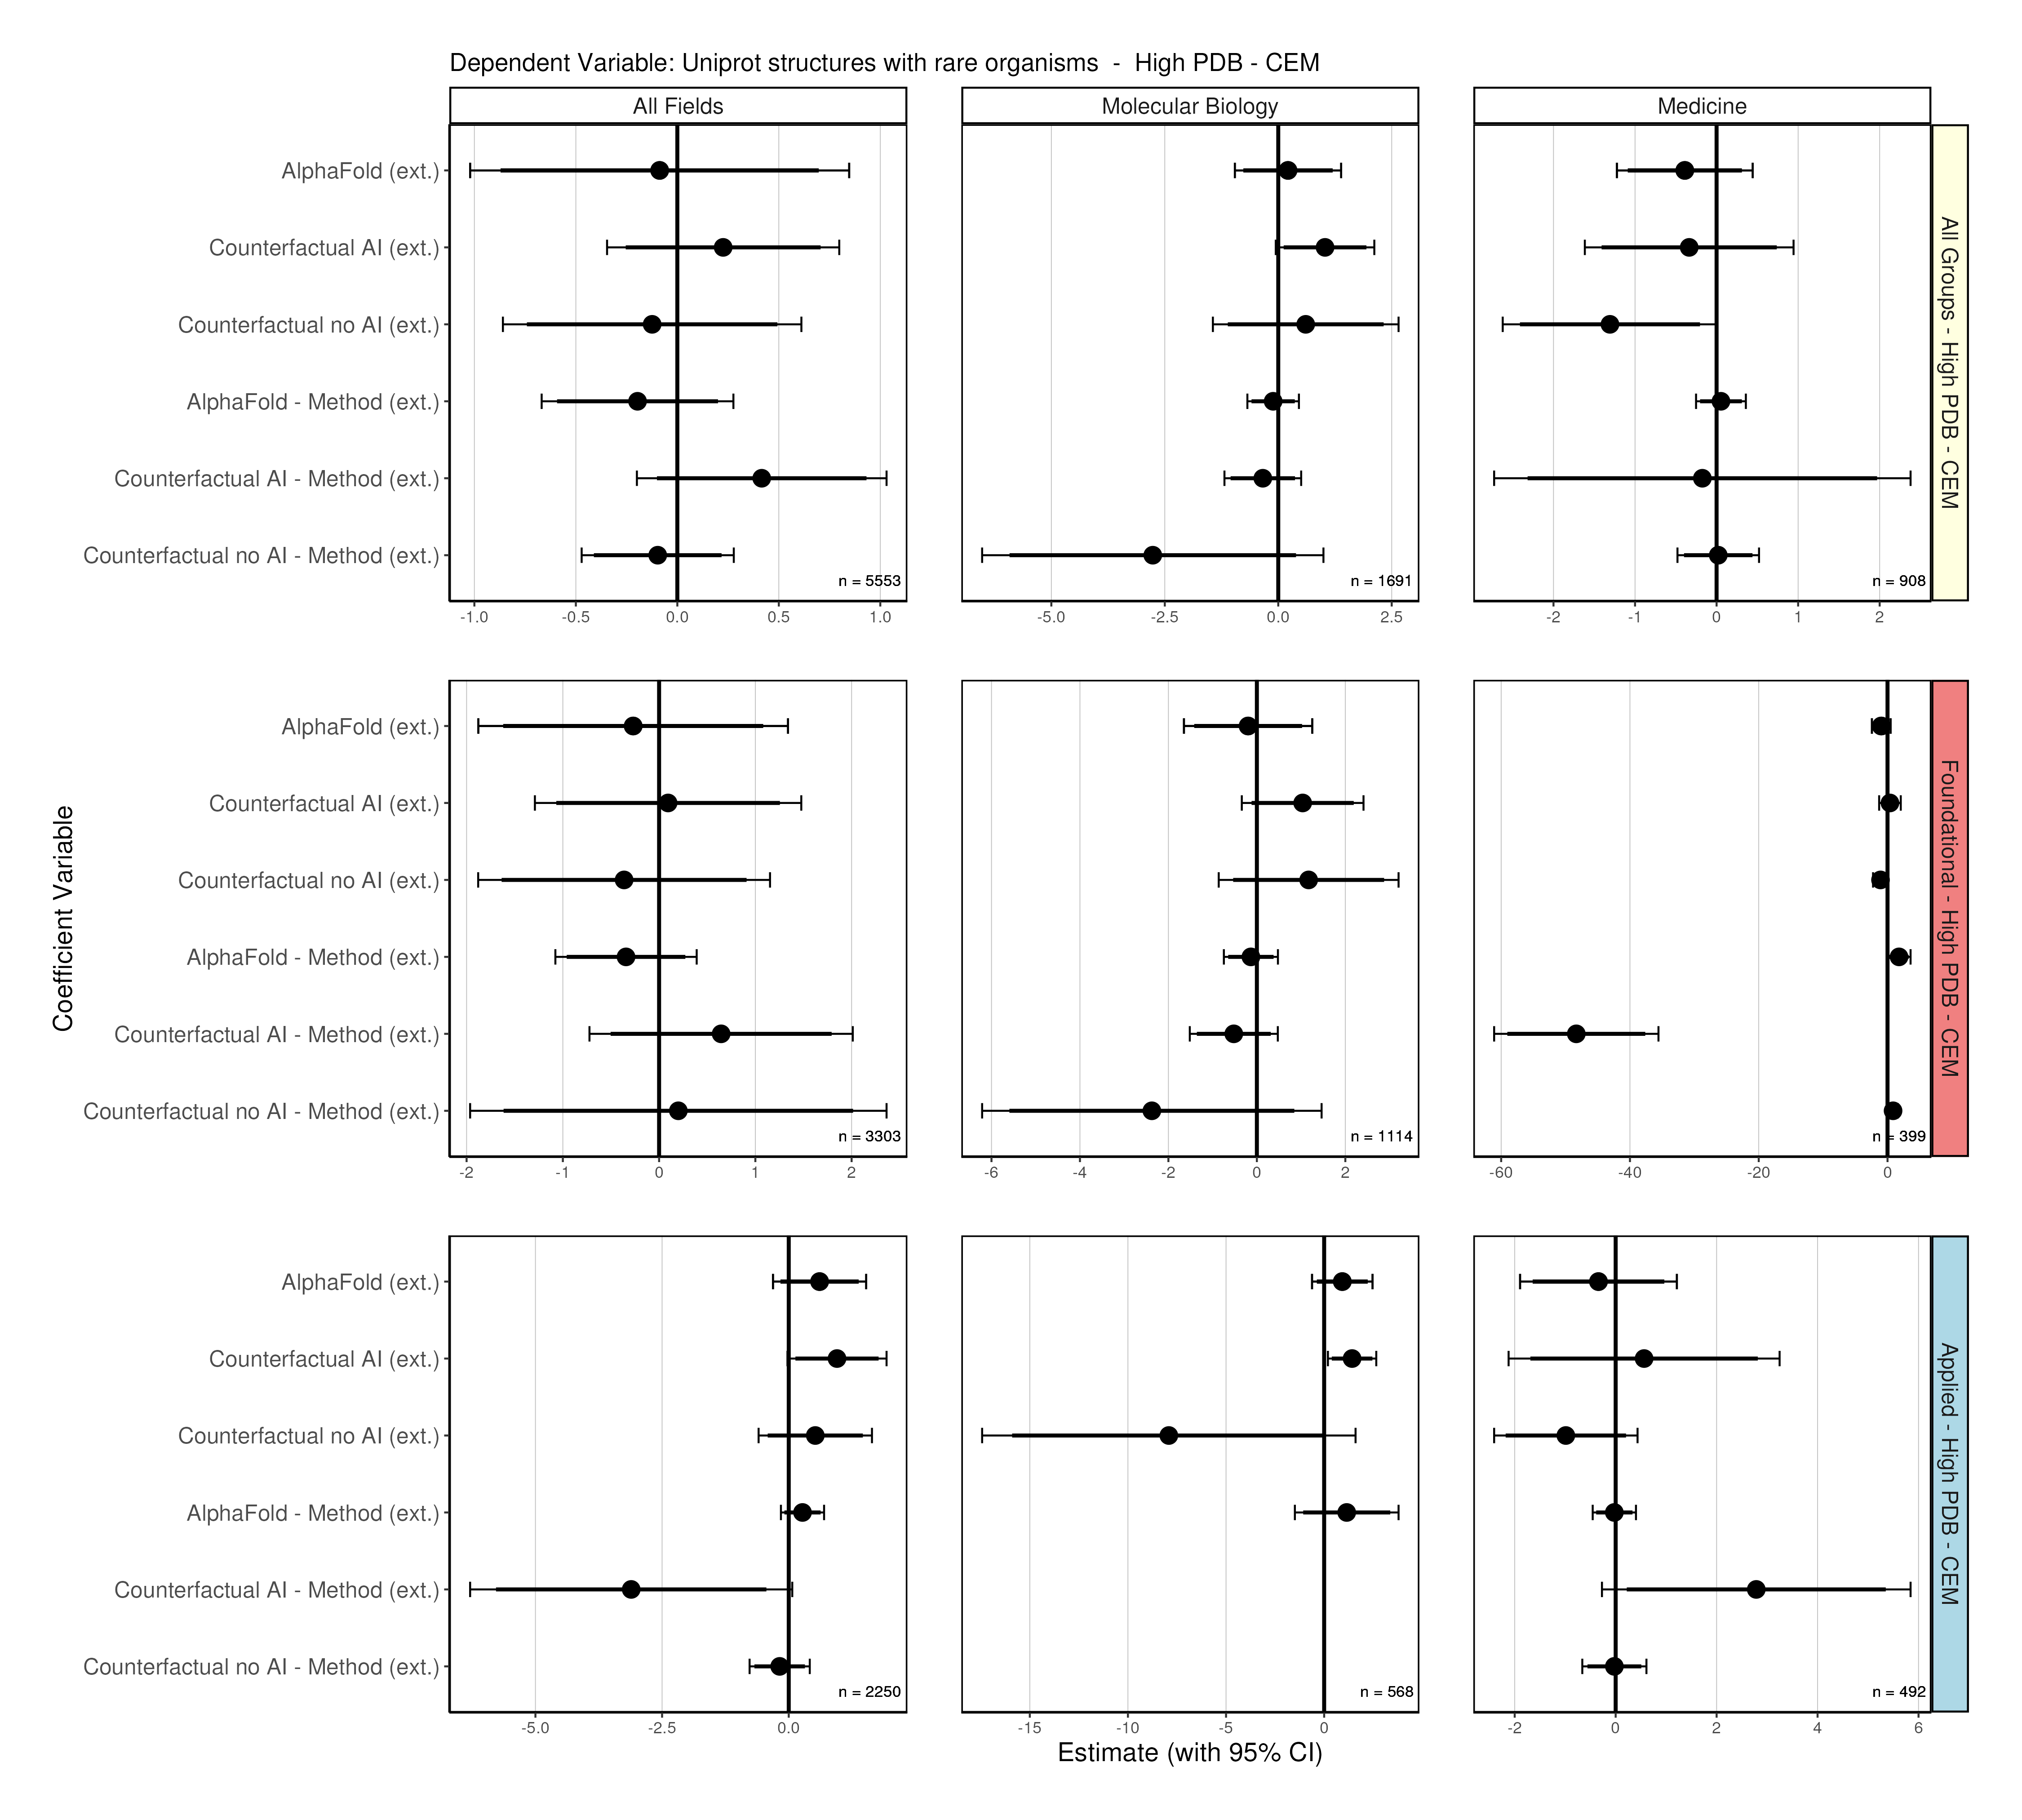 Dependent Variable: Uniprot structures with rare organisms - High PDB - CEM
All Fields
Molecular Biology
Medicine
AlphaFold (ext.)
Counterfactual AI (ext.)
Counterfactual no AI (ext.)
AlphaFold - Method (ext.)
Counterfactual AI - Method (ext.)
Counterfactual no AI - Method (ext.)
n = 5553
n = 1691
n = 908
All Groups - High PDB - CEM
-1.0 -0.5 0.0 0.5 1.0
-5.0 -2.5 0.0 2.5
-2 -1 0 1 2
Coefficient Variable
AlphaFold (ext.)
Counterfactual AI (ext.)
Counterfactual no AI (ext.)
AlphaFold - Method (ext.)
Counterfactual AI - Method (ext.)
Counterfactual no AI - Method (ext.)
n = 3303
n = 1114
n = 399
Foundational - High PDB - CEM
-2 -1 0 1 2
-6 -4 -2 0 2
-60 -40 -20 0
AlphaFold (ext.)
Counterfactual AI (ext.)
Counterfactual no AI (ext.)
AlphaFold - Method (ext.)
Counterfactual AI - Method (ext.)
Counterfactual no AI - Method (ext.)
n = 2250
n = 568
n = 492
Applied - High PDB - CEM
-5.0 -2.5 0.0
-15 -10 -5 0
-2 0 2 4 6
Estimate (with 95% CI)